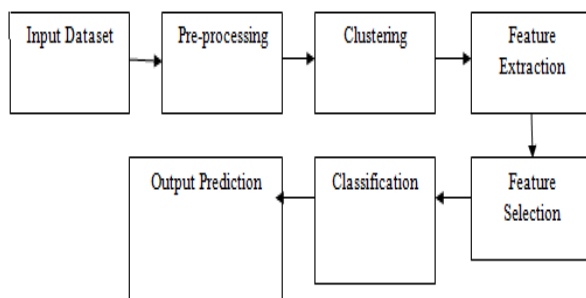 Input Dataset
Pre-processing
Clustering
Feature
Extraction
Output Prediction
Classification
Feature
Selection